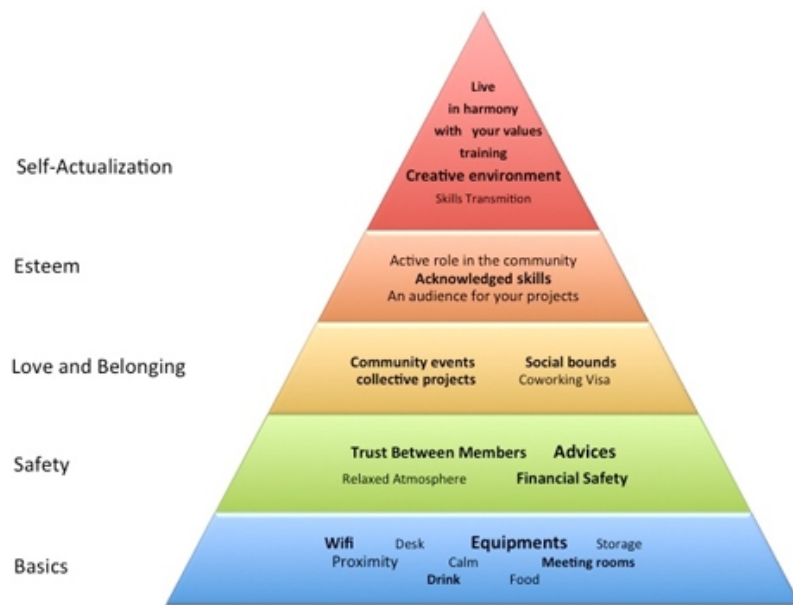 Live
in harmony
with your values
training
Self-Actualization
Creative environment
Skills Transmition
Esteem
Active role in the community
Acknowledged skills
An audience for your projects
Love and Belonging
Community events Social bounds
collective projects Coworking Visa
Safety
Trust Between Members Advices
Relaxed Atmosphere Financial Safety
Basics
Wifi Desk Equipments Storage
Proximity Calm Meeting rooms
Drink Food